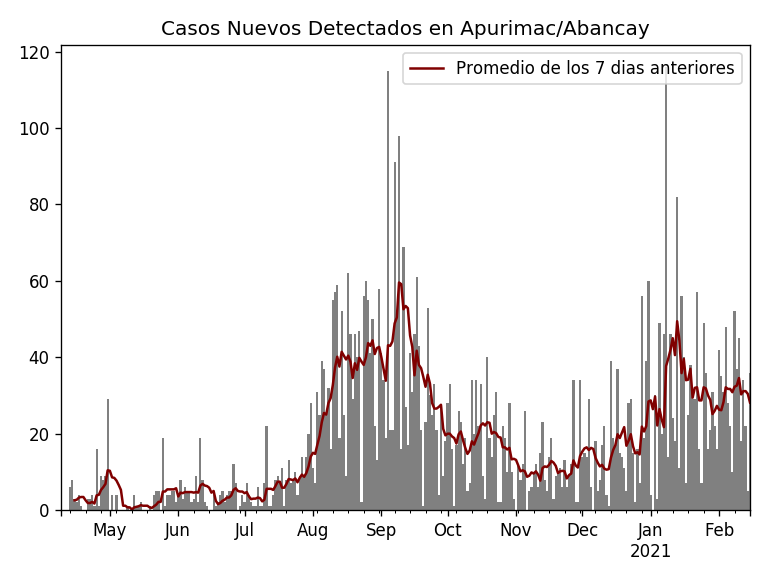 Casos Nuevos Detectados en Apurimac/Abancay
Promedio de los 7 dias anteriores
120
100
80
60
40
20
0
May Jun Jul Aug Sep Oct Nov Dec Jan Feb
2021